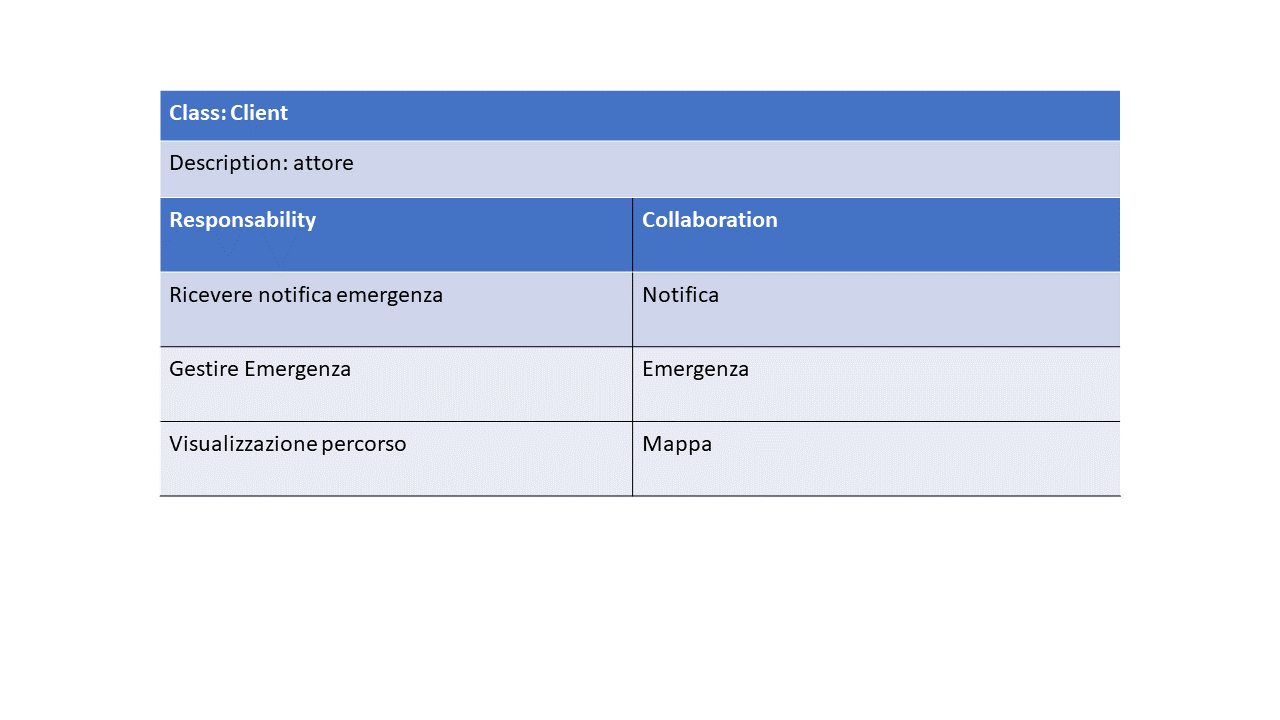 Class: Client
Description: attore
Responsability
Collaboration
Ricevere notifica emergenza
Notifica
Gestire Emergenza
Emergenza
Visualizzazione percorso
Mappa